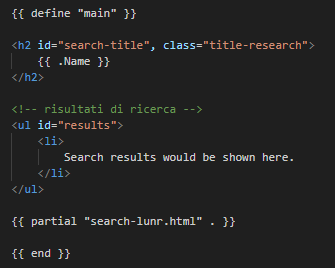 {{ define "main" }}
<h2 id="search-title", class="title-research">
{{ .Name }}
</h2>
<!-- risultati di ricerca -->
<ul id="results">
<li>
Search results would be shown here.
</li>
</ul>
{{ partial "search-lunr.html" . }}
{{ end }}